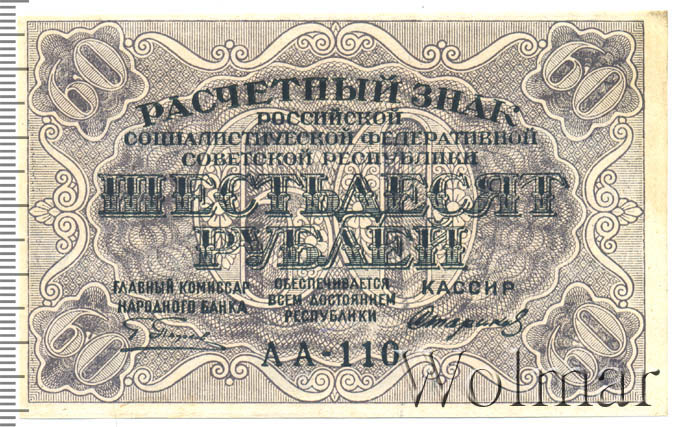 60 60
РАСЧЕТНЫЙ ЗНАК
РОССИЙСКОЙ
СОЦИАЛИСТИЧЕСКОЙ ФЕДЕРАТИВНОЙ
СОВЕТСКОЙ РЕСПУБЛИКИ
ШЕСТЬДЕСЯТ
РУБЛЕЙ
ГЛАВНЫЙ КОМИССАР
НАРОДНОГО БАНКА
ОБЕСПЕЧИВАЕТСЯ
ВСЕМ ДОСТОЯНИЕМ
РЕСПУБЛИКИ
КАССИР
Стариков
АА-116
60 60
Wolmar